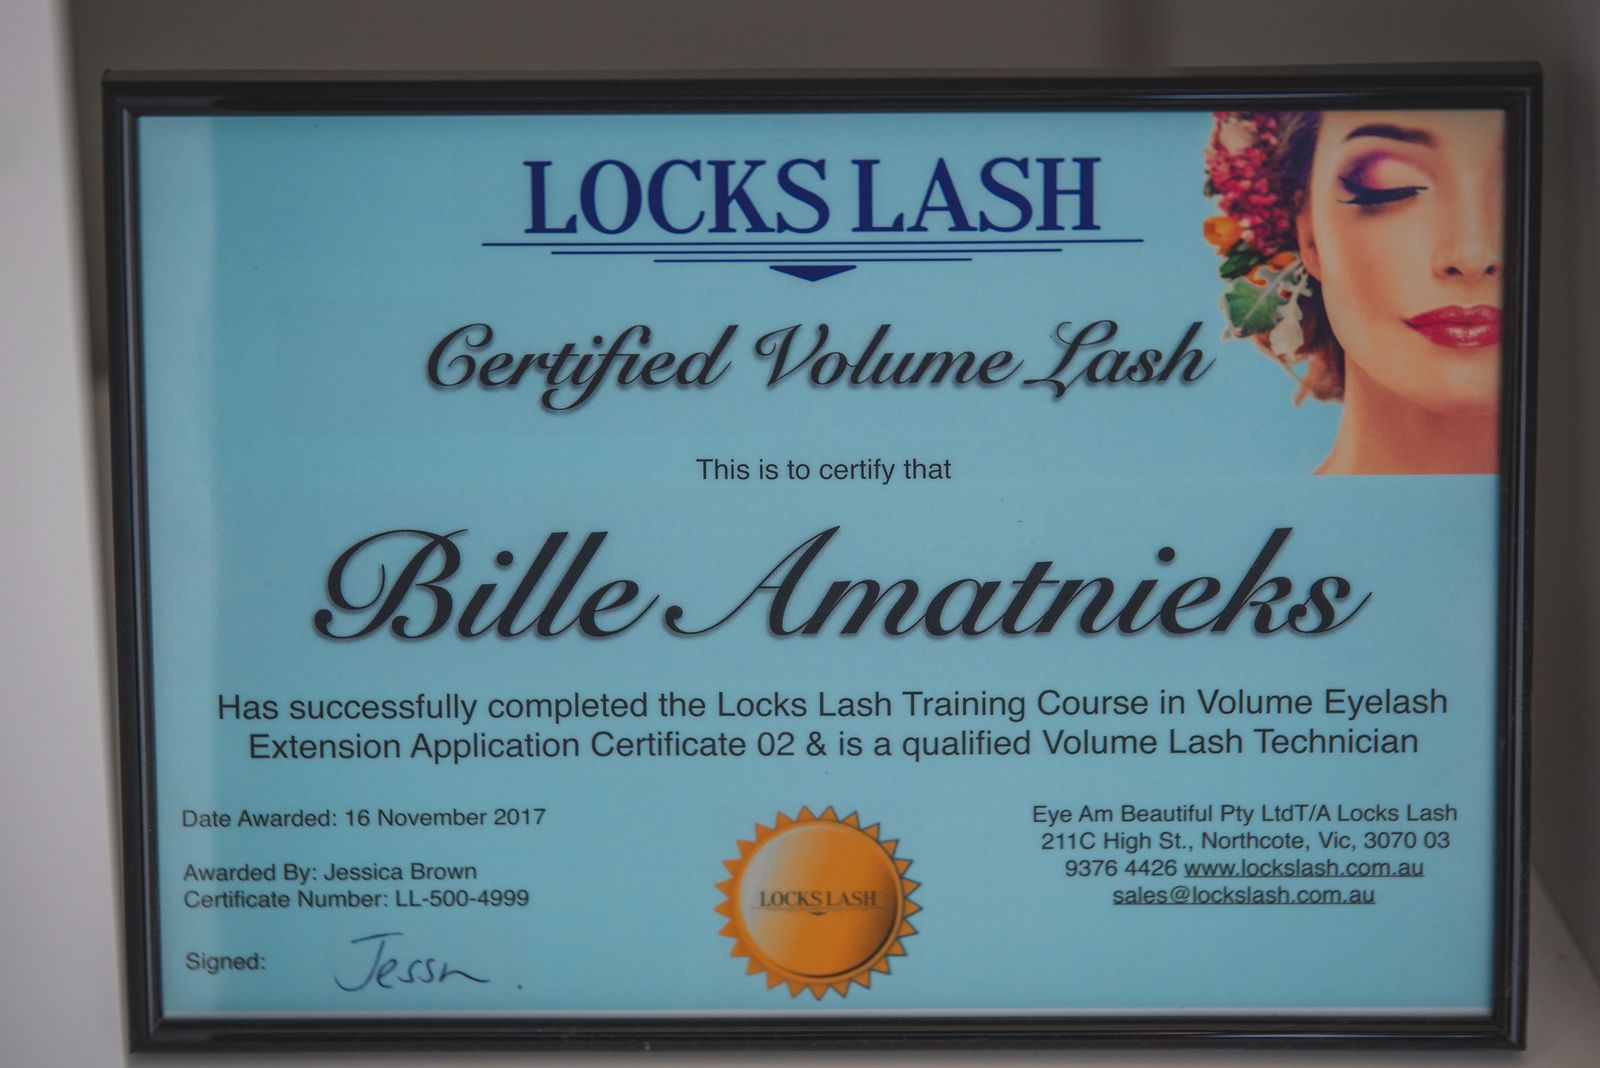 LOCKS LASH
Certified Volume Lash
This is to certify that
Bille Amatnieks
Has successfully completed the Locks Lash Training Course in Volume Eyelash
Extension Application Certificate 02 & is a qualified Volume Lash Technician
Date Awarded: 16 November 2017
Awarded By: Jessica Brown
Certificate Number: LL-500-4999
Signed: Jessn.
LOCKS LASH
Eye Am Beautiful Pty LtdT/A Locks Lash
211C High St., Northcote, Vic, 3070 03
9376 4426 www.lockslash.com.au
sales@lockslash.com.au